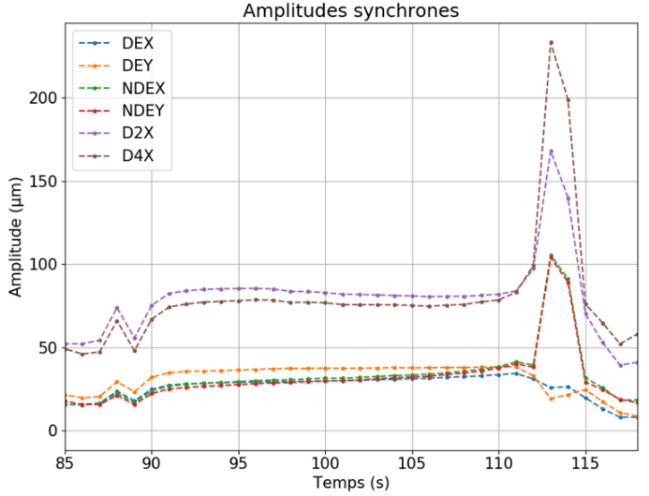 Amplitudes synchrones
DEX
DEY
NDEX
NDEY
D2X
D4X
Amplitude (μm)
200
150
100
50
0
85 90 95 100 105 110 115
Temps (s)